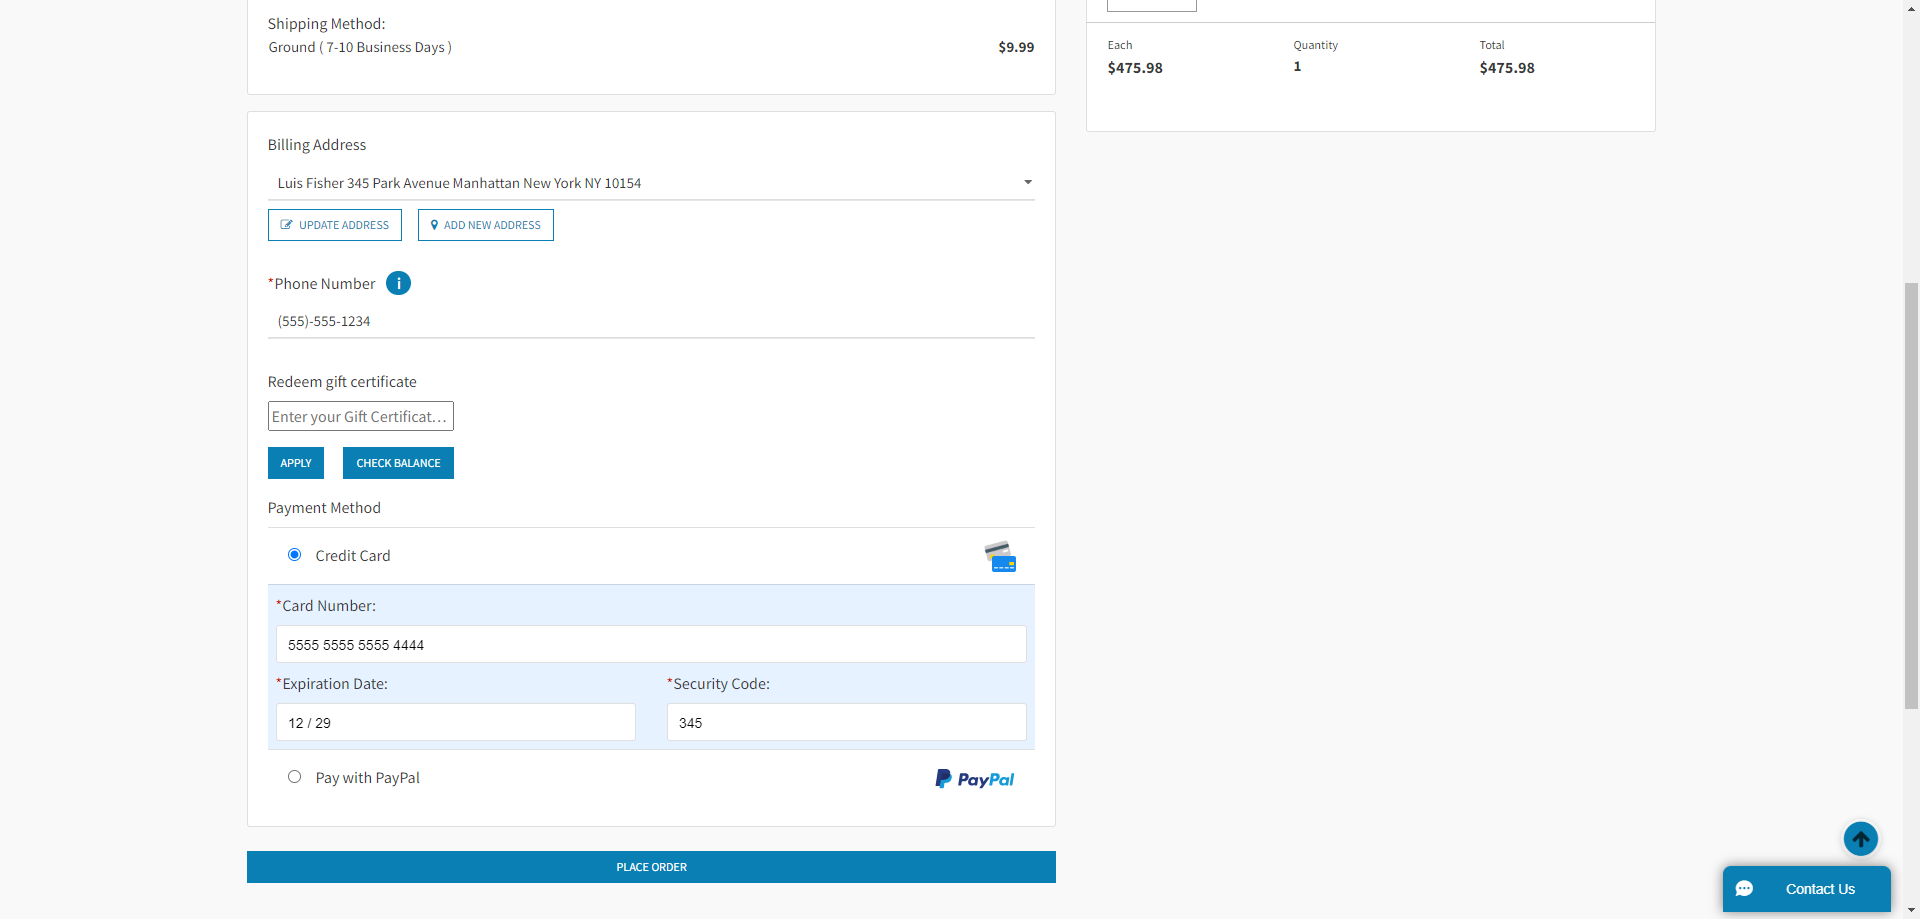 Shipping Method:
Ground ( 7-10 Business Days )
$9.99
Each
Quantity
Total
$475.98
1
$475.98
Billing Address
Luis Fisher 345 Park Avenue Manhattan New York NY 10154
UPDATE ADDRESS
ADD NEW ADDRESS
*Phone Number
i
(555)-555-1234
Redeem gift certificate
Enter your Gift Certificat...
APPLY
CHECK BALANCE
Payment Method
Credit Card
*Card Number:
5555 5555 5555 4444
*Expiration Date:
*Security Code:
12 / 29
345
Pay with PayPal
PayPal
PLACE ORDER
Contact Us